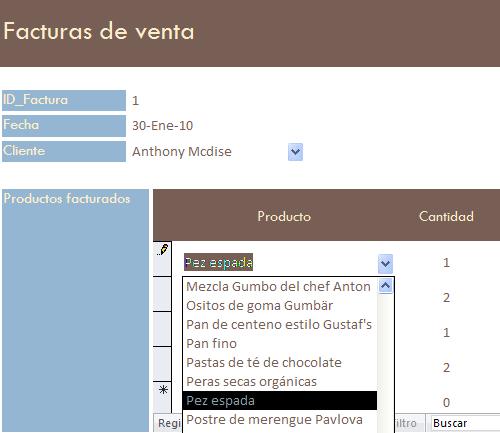 Facturas de venta
ID_Factura 1
Fecha 30-Ene-10
Cliente Anthony Mcdise
Productos facturados
Producto Cantidad
Pez espada 1
Mezcla Gumbo del chef Anton
Ositos de goma Gumbär 2
Pan de centeno estilo Gustaf's 1
Pan fino
Pastas de té de chocolate 2
Peras secas orgánicas
Pez espada 0
Postre de merengue Pavlova
Regi iltro Buscar